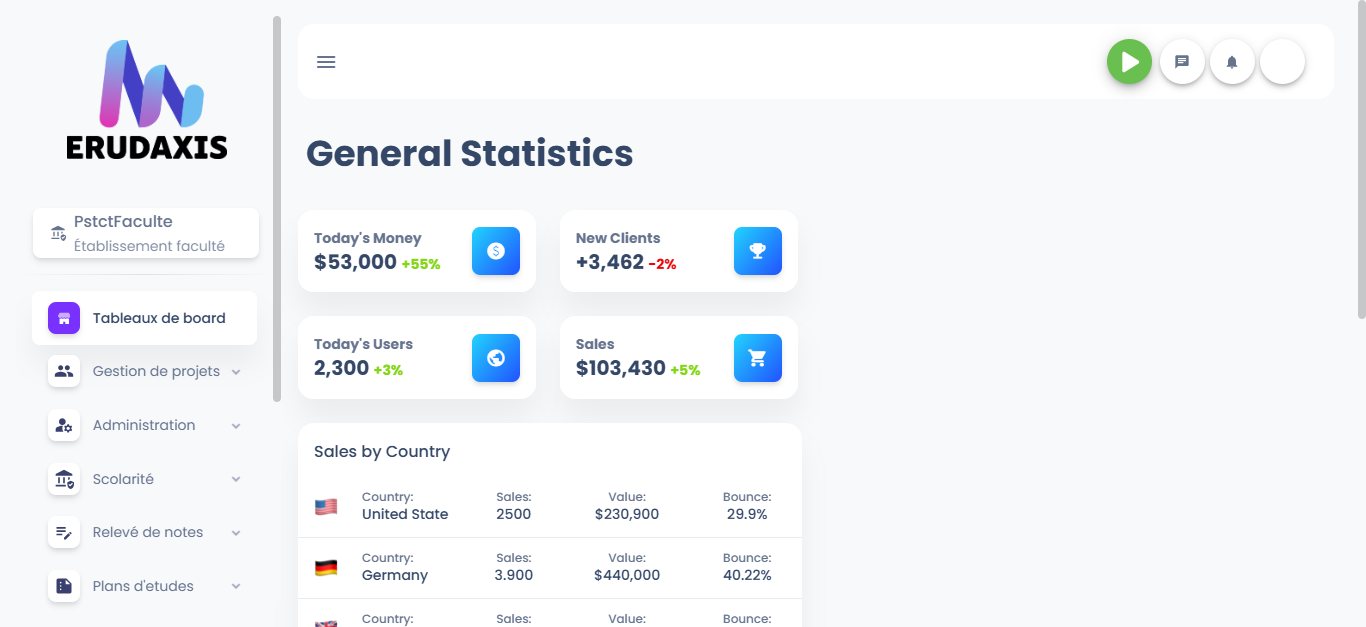 ERUDAXIS
PstctFaculte
Établissement faculté
Tableaux de board
Gestion de projets
Administration
Scolarité
Relevé de notes
Plans d'etudes
General Statistics
Today's Money
$53,000 +55%
New Clients
+3,462 -2%
Today's Users
2,300 +3%
Sales
$103,430 +5%
Sales by Country
Country: Sales: Value: Bounce:
United State 2500 $230,900 29.9%
Country: Sales: Value: Bounce:
Germany 3.900 $440,000 40.22%
Country: Sales: Value: Bounce: